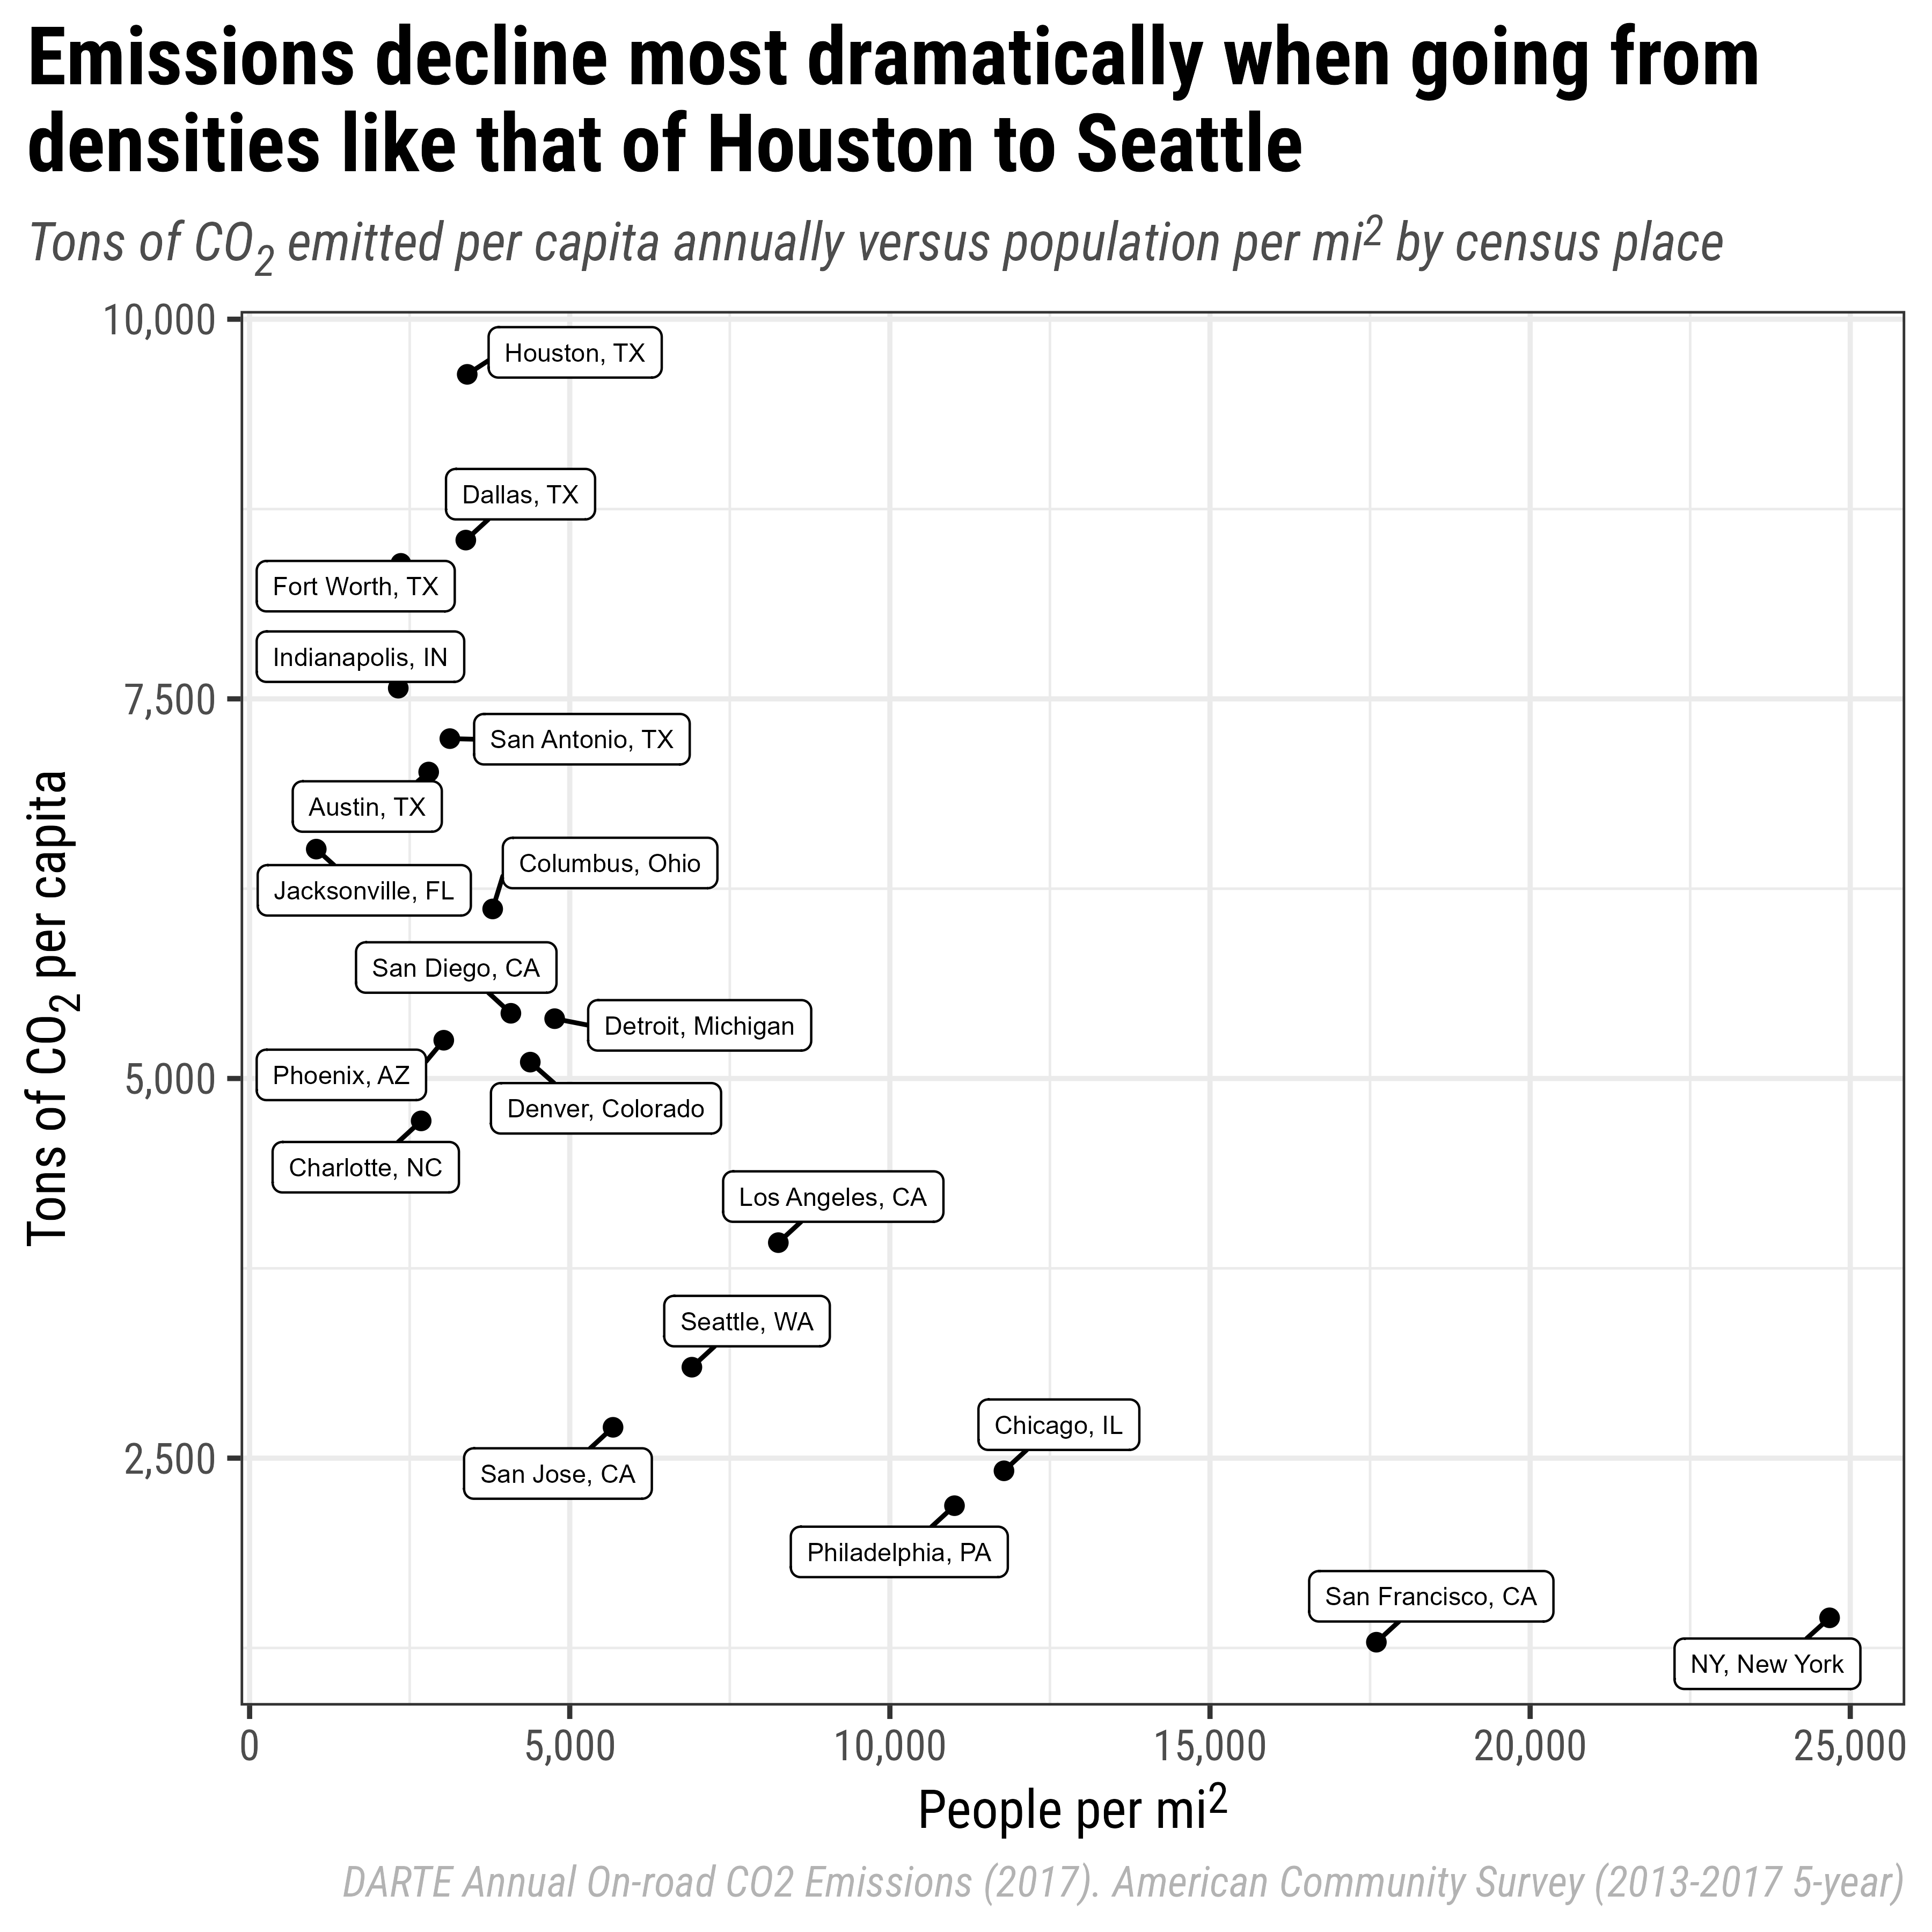 Emissions decline most dramatically when going from
densities like that of Houston to Seattle
Tons of CO₂ emitted per capita annually versus population per mi² by census place
10,000
7,500
5,000
2,500
Tons of CO₂ per capita
Houston, TX
Dallas, TX
Fort Worth, TX
Indianapolis, IN
San Antonio, TX
Austin, TX
Columbus, Ohio
Jacksonville, FL
San Diego, CA
Detroit, Michigan
Phoenix, AZ
Denver, Colorado
Charlotte, NC
Los Angeles, CA
Seattle, WA
Chicago, IL
San Jose, CA
Philadelphia, PA
San Francisco, CA
NY, New York
0 5,000 10,000 15,000 20,000 25,000
People per mi²
DARTE Annual On-road CO2 Emissions (2017). American Community Survey (2013-2017 5-year)